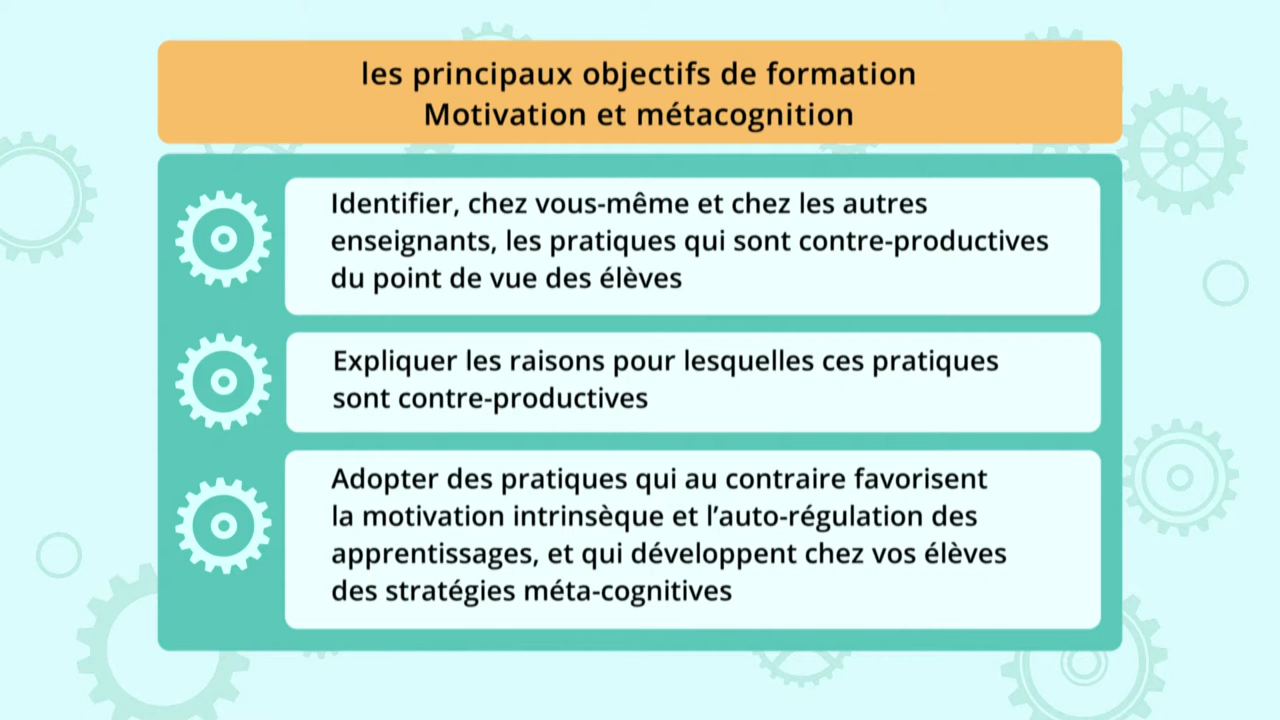 les principaux objectifs de formation
Motivation et métacognition
Identifier, chez vous-même et chez les autres
enseignants, les pratiques qui sont contre-productives
du point de vue des élèves
Expliquer les raisons pour lesquelles ces pratiques
sont contre-productives
Adopter des pratiques qui au contraire favorisent
la motivation intrinsèque et l’auto-régulation des
apprentissages, et qui développent chez vos élèves
des stratégies méta-cognitives